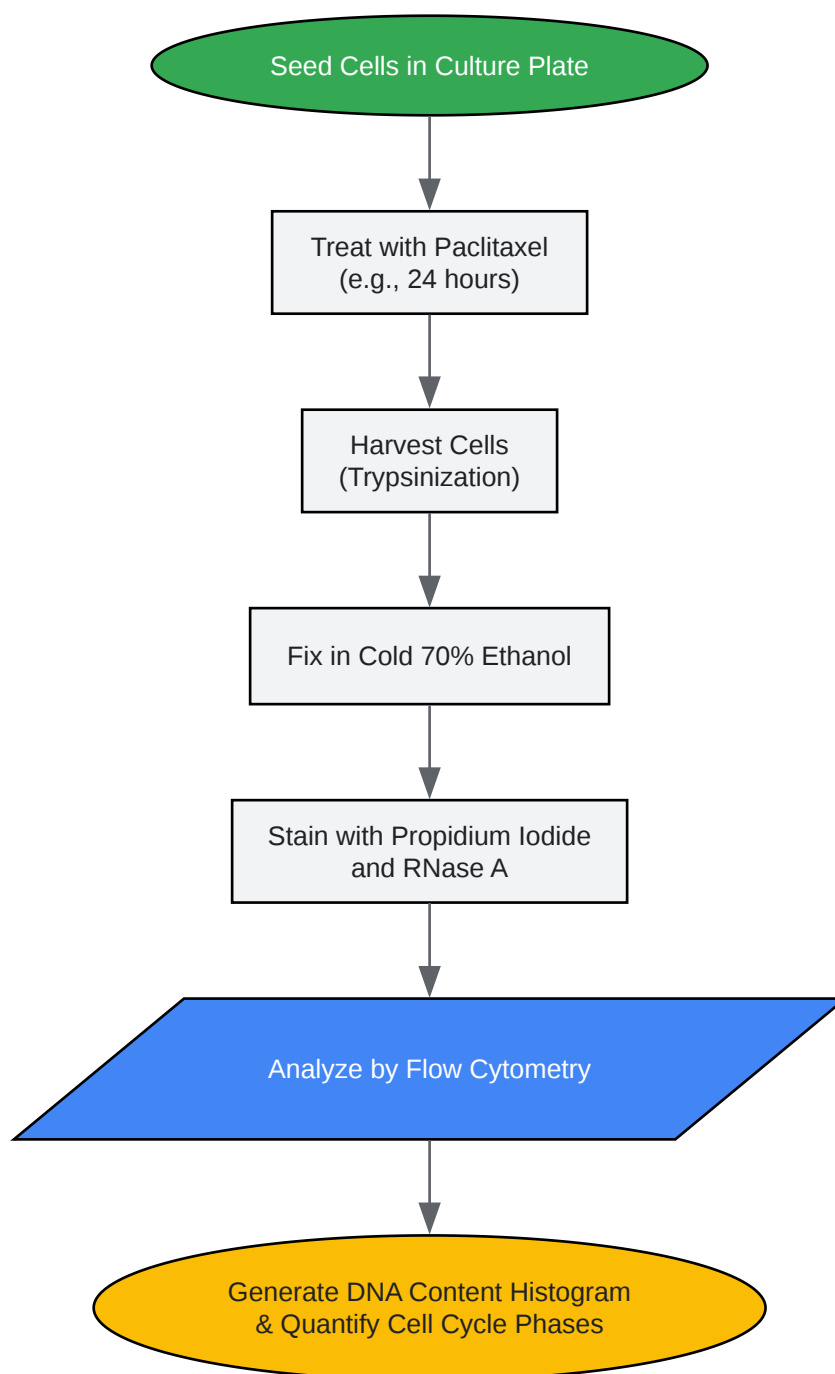 Seed Cells in Culture Plate
Treat with Paclitaxel
(e.g., 24 hours)
Harvest Cells
(Trypsinization)
Fix in Cold 70% Ethanol
Stain with Propidium Iodide
and RNase A
Analyze by Flow Cytometry
Generate DNA Content Histogram
& Quantify Cell Cycle Phases